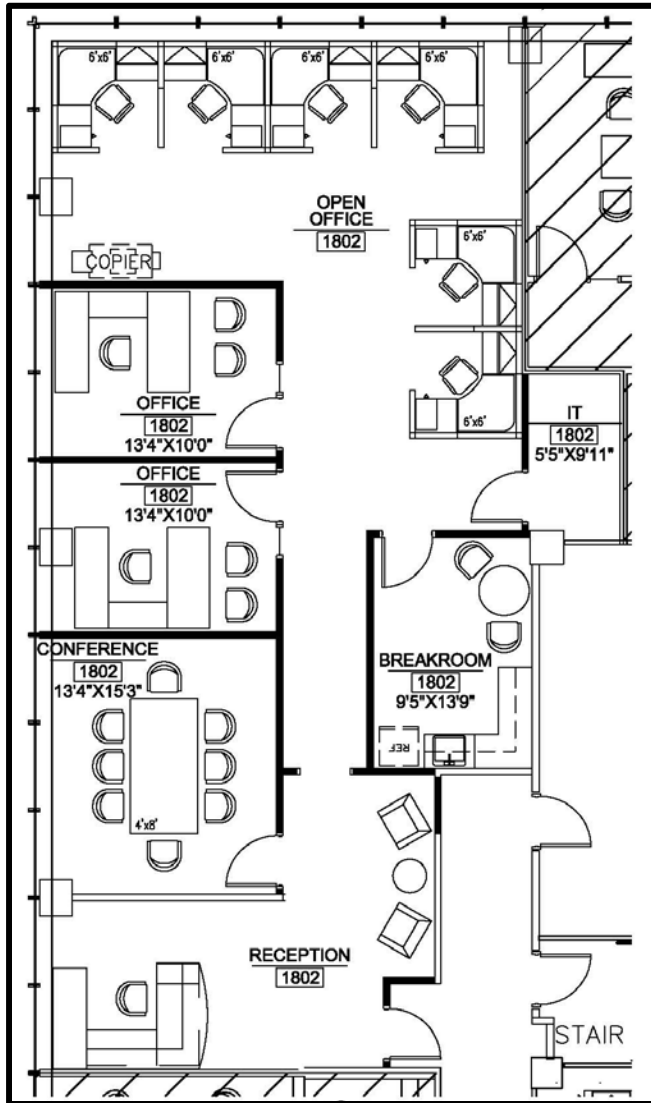 6'x6'
6'x6'
6'x6'
6'x6'
OPEN
OFFICE
1802
6'x6'
COPIER
6'x6'
OFFICE
1802
13'4"X10'0"
IT
1802
5'5"X9'11"
OFFICE
1802
13'4"X10'0"
CONFERENCE
1802
13'4"X15'3"
4'x8'
BREAKROOM
1802
9'5"X13'9"
REF
RECEPTION
1802
STAIR